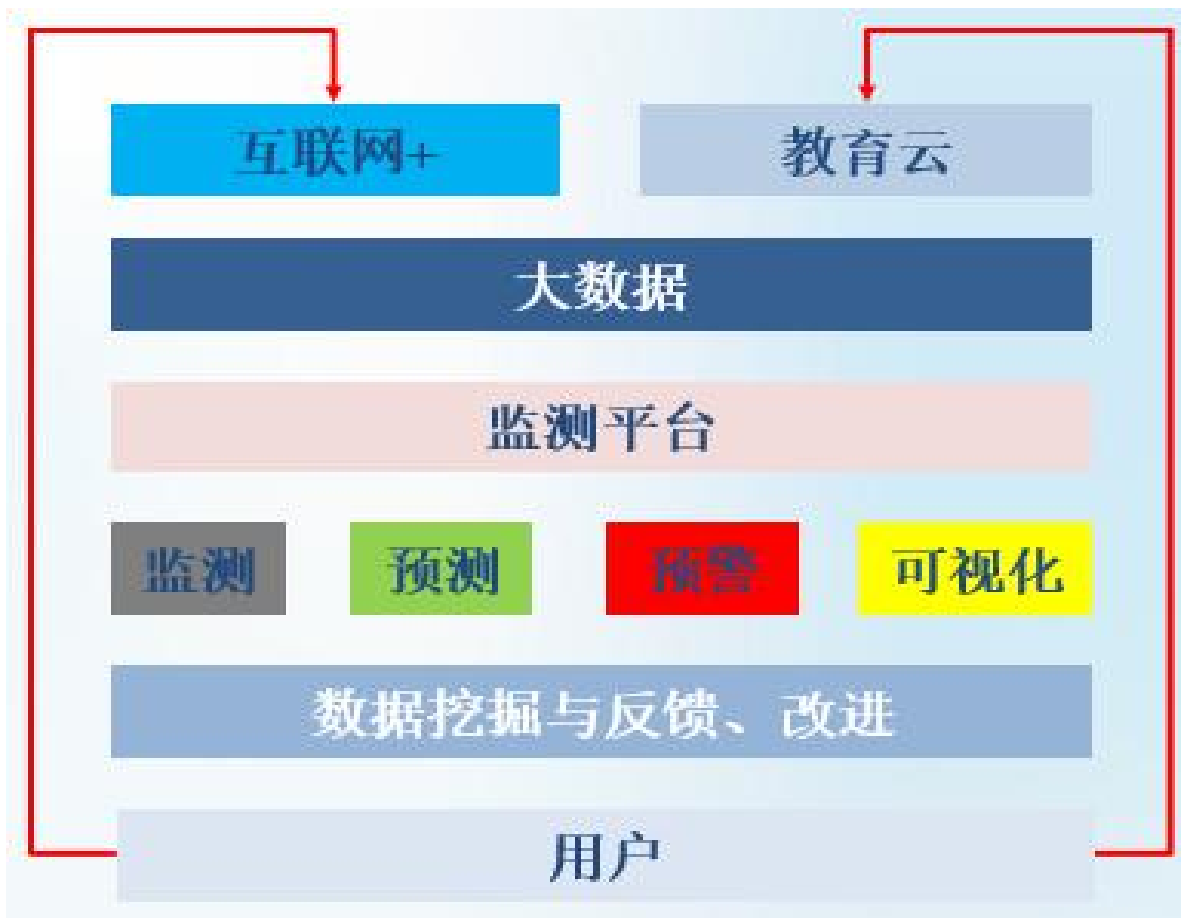 互联网+
教育云
大数据
监测平台
监测
预测
预警
可视化
数据挖掘与反馈、改进
用户